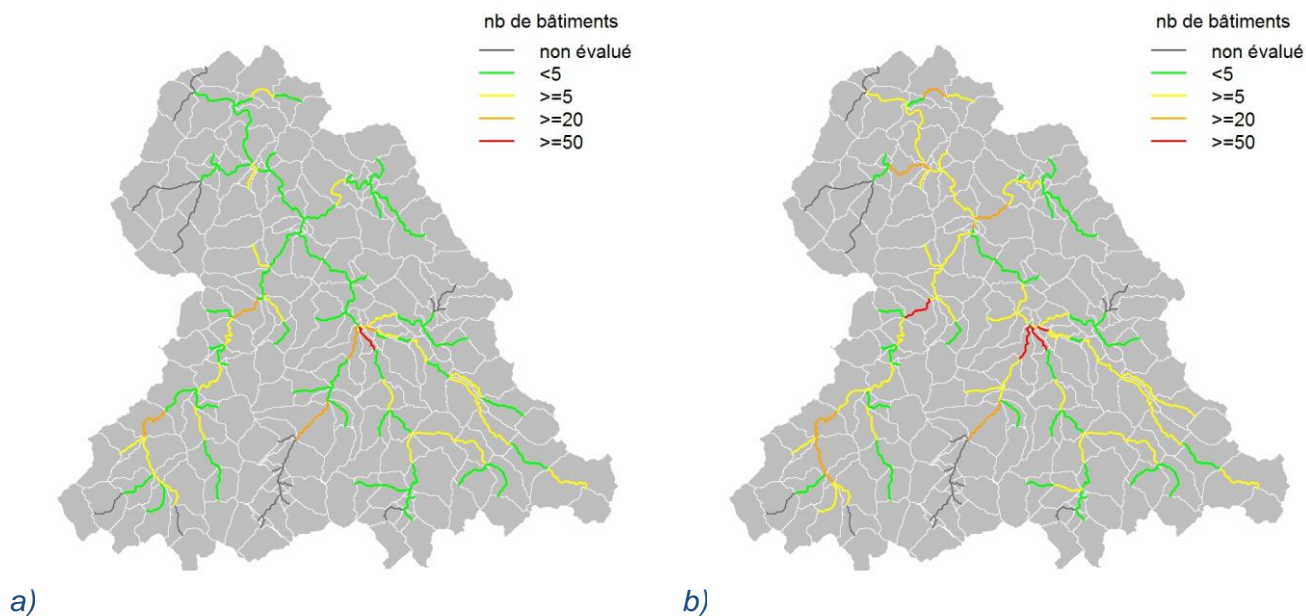 nb de bâtiments
non évalué
<5
>=5
>=20
>=50
a)
nb de bâtiments
non évalué
<5
>=5
>=20
>=50
b)